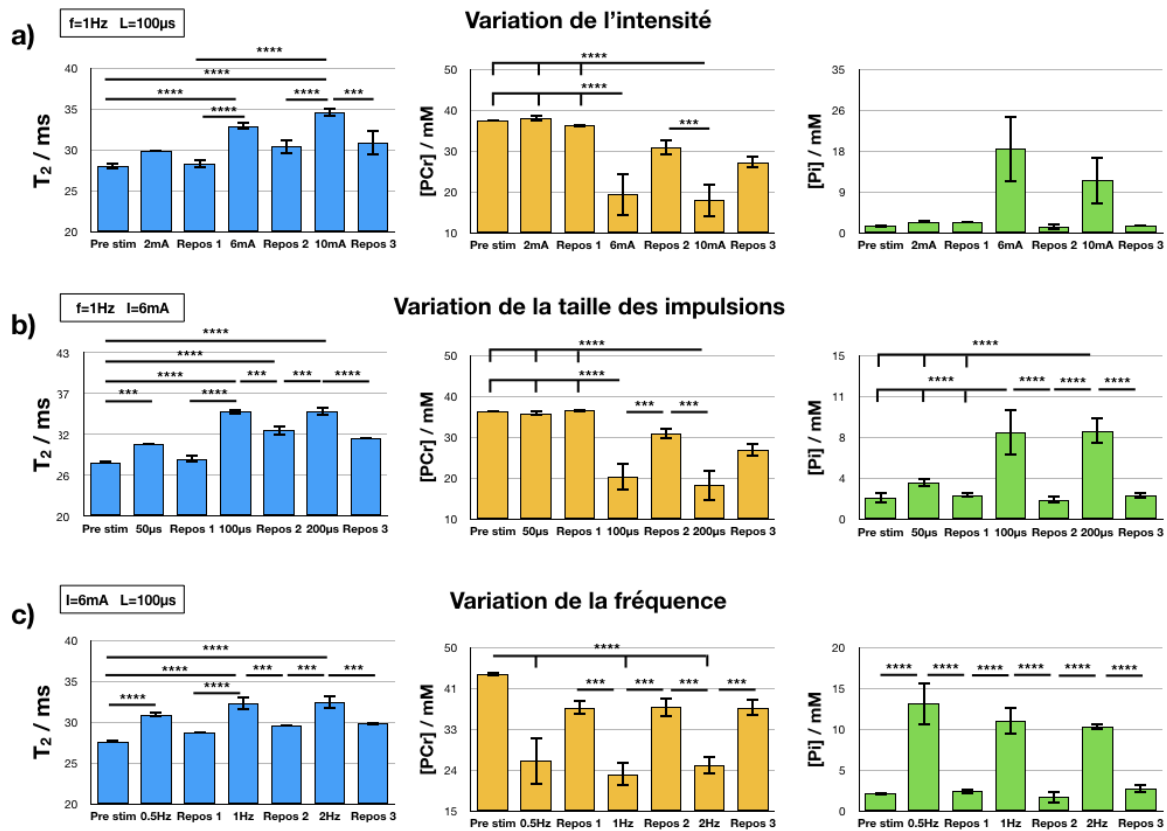 a)
f=1Hz L=100µs
Variation de l'intensité
T2 / ms
40
35
30
25
20
**** 
****
****
****
****
***
Pre stim 2mA Repos 1 6mA Repos 2 10mA Repos 3
[PCr] / mM
50
40
30
20
10
****
****
***
Pre stim 2mA Repos 1 6mA Repos 2 10mA Repos 3
[Pi] / mM
35
26
18
9
0
Pre stim 2mA Repos 1 6mA Repos 2 10mA Repos 3
b)
f=1Hz I=6mA
Variation de la taille des impulsions
T2 / ms
43
37
32
26
20
****
****
**** *** *** ****
*** ****
Pre stim 50µs Repos 1 100µs Repos 2 200µs Repos 3
[PCr] / mM
50
40
30
20
10
****
****
*** ***
Pre stim 50µs Repos 1 100µs Repos 2 200µs Repos 3
[Pi] / mM
15
11
8
4
0
****
**** **** **** ****
Pre stim 50µs Repos 1 100µs Repos 2 200µs Repos 3
c)
I=6mA L=100µs
Variation de la fréquence
T2 / ms
40
35
30
25
20
****
**** *** *** ***
**** ****
Pre stim 0.5Hz Repos 1 1Hz Repos 2 2Hz Repos 3
[PCr] / mM
50
41
33
24
15
****
*** *** *** ***
Pre stim 0.5Hz Repos 1 1Hz Repos 2 2Hz Repos 3
[Pi] / mM
20
15
10
5
0
**** **** **** **** **** ****
Pre stim 0.5Hz Repos 1 1Hz Repos 2 2Hz Repos 3